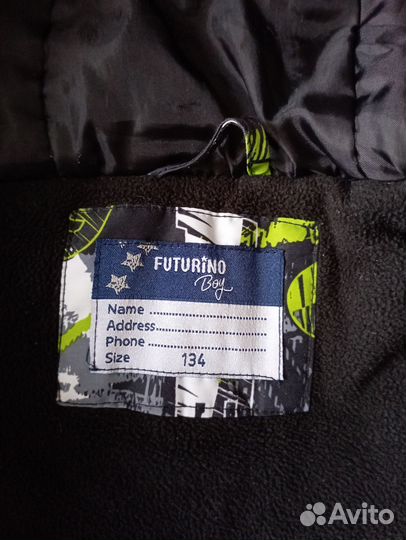 FUTURINO
Boy
Name
Address
Phone
Size 134
Avito